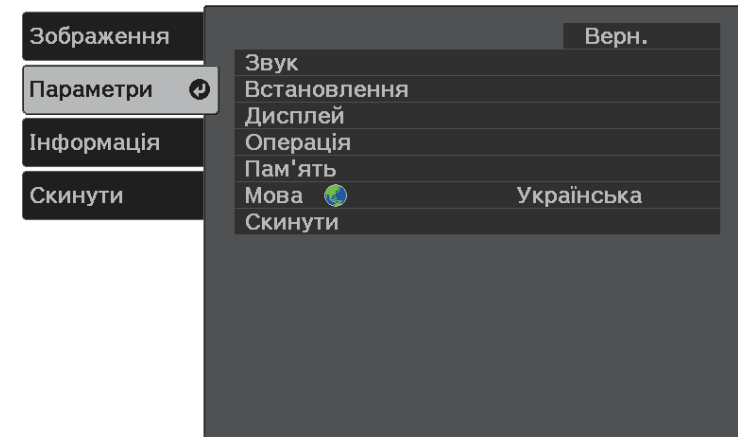 Зображення
Параметри
Інформація
Скинути
Верн.
Звук
Встановлення
Дисплей
Операція
Пам'ять
Мова Українська
Скинути